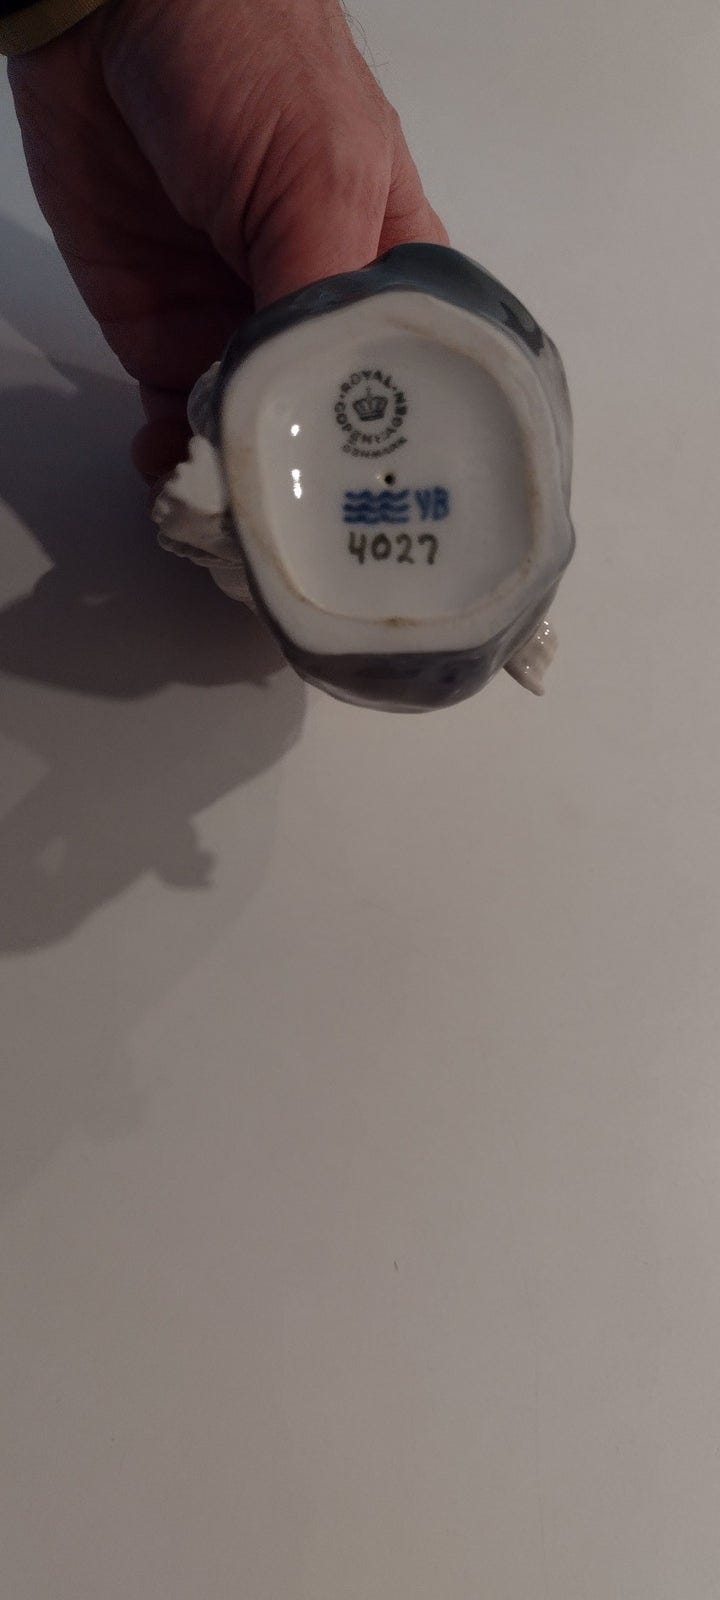 ROYAL
COPENHAGEN
DENMARK
YB
4027